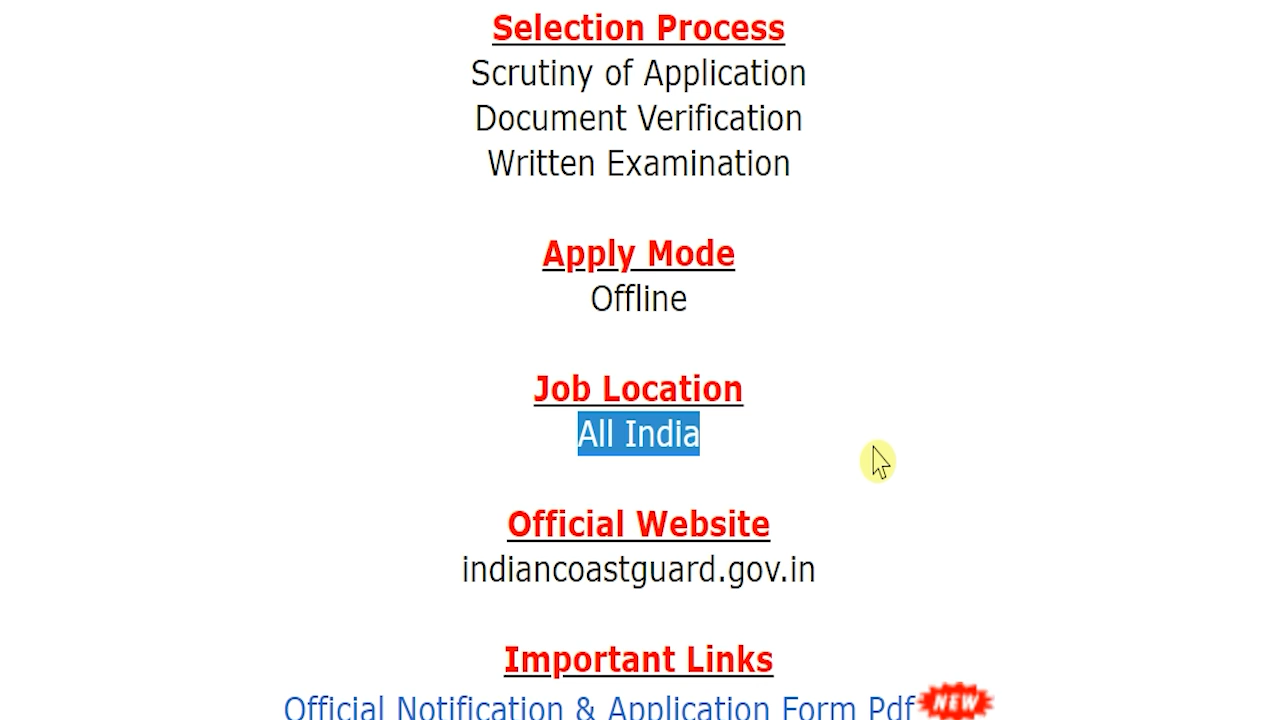 Selection Process
Scrutiny of Application
Document Verification
Written Examination
Apply Mode
Offline
Job Location
All India
Official Website
indiancoastguard.gov.in
Important Links
Official Notification & Application Form Pdf NEW